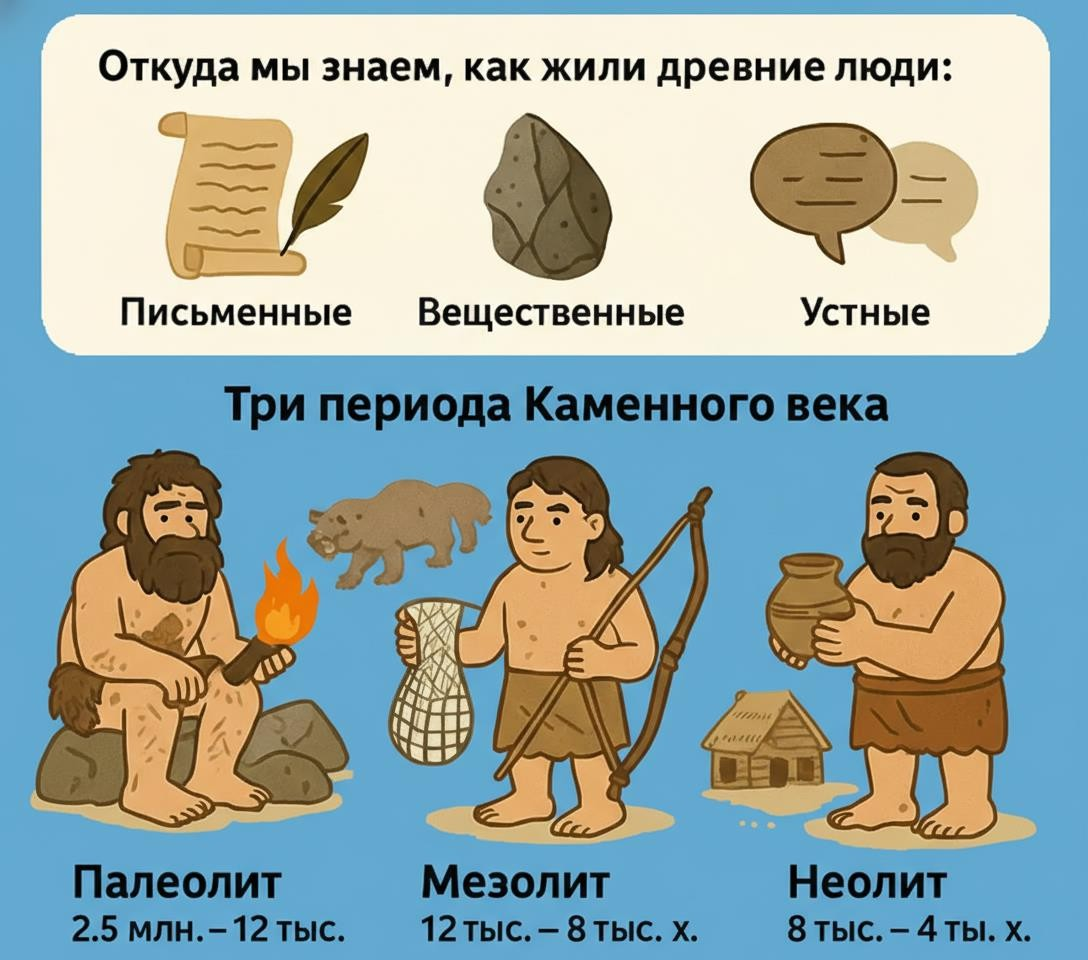 Откуда мы знаем, как жили древние люди:
Письменные Вещественные Устные
Три периода Каменного века
Палеолит Мезолит Неолит
2.5 млн. – 12 тыс. 12 тыс. – 8 тыс. х. 8 тыс. – 4 ты. х.